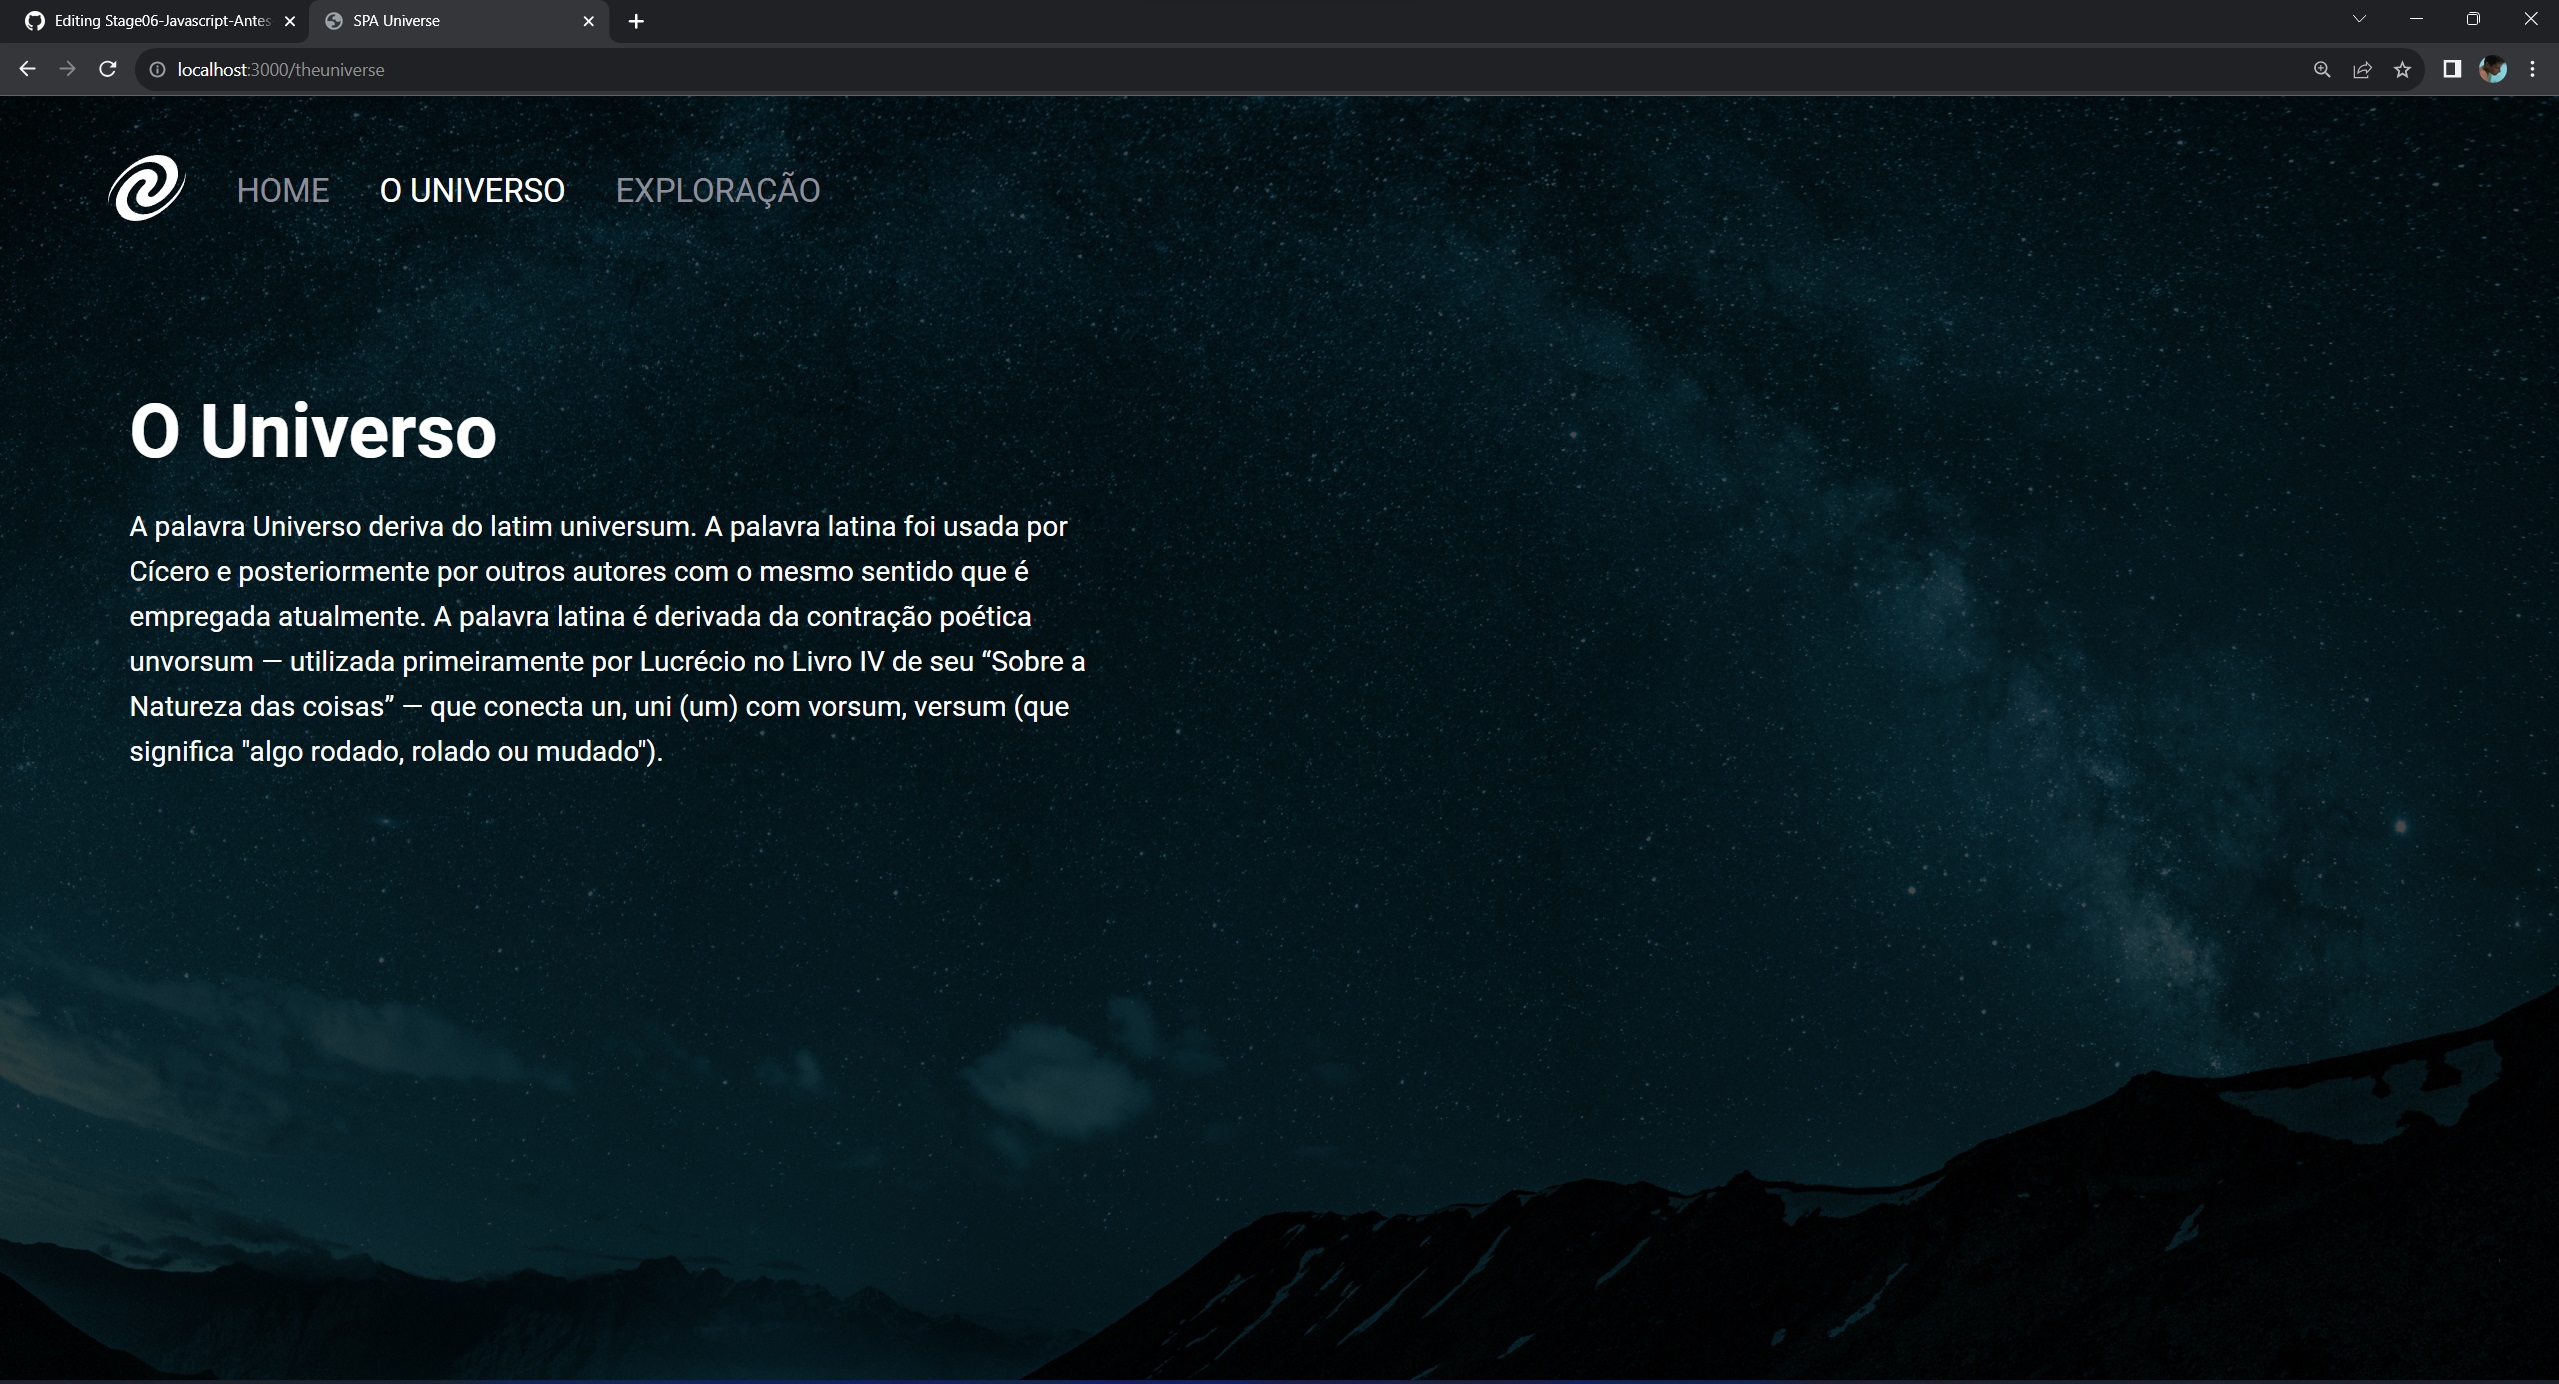 Editing Stage06-Javascript-Antes
SPA Universe
localhost:3000/theuniverse
HOME
O UNIVERSO
EXPLORAÇÃO
O Universo
A palavra Universo deriva do latim universum. A palavra latina foi usada por
Cícero e posteriormente por outros autores com o mesmo sentido que é
empregada atualmente. A palavra latina é derivada da contração poética
unvorsum — utilizada primeiramente por Lucrécio no Livro IV de seu “Sobre a
Natureza das coisas” — que conecta un, uni (um) com vorsum, versum (que
significa "algo rodado, rolado ou mudado").